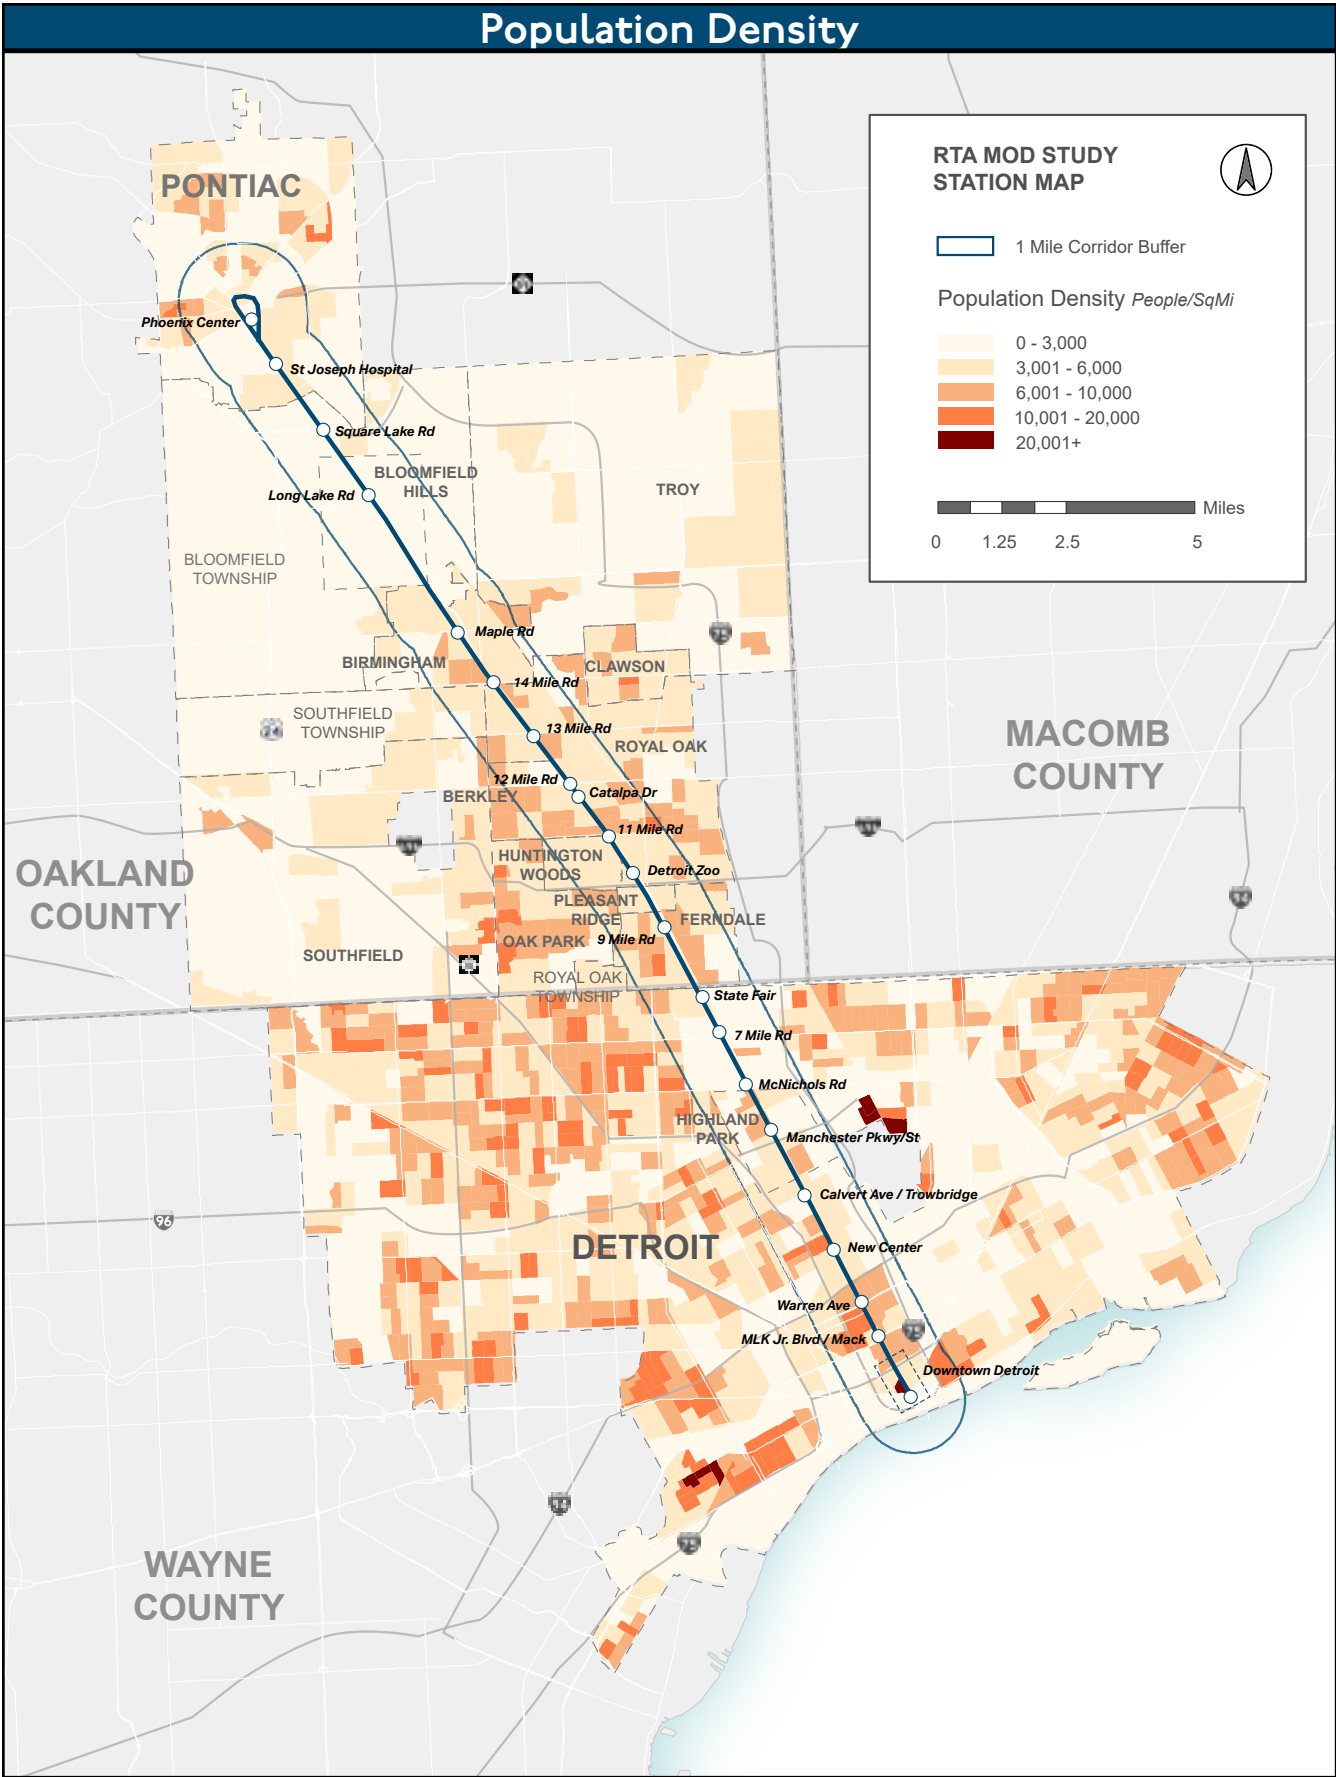 Population Density
RTA MOD STUDY
STATION MAP
1 Mile Corridor Buffer
Population Density People/SqMi
0 - 3,000
3,001 - 6,000
6,001 - 10,000
10,001 - 20,000
20,001+
Miles
0 1.25 2.5 5
PONTIAC
Phoenix Center
St Joseph Hospital
Square Lake Rd
BLOOMFIELD
HILLS
Long Lake Rd
TROY
BLOOMFIELD
TOWNSHIP
Maple Rd
75
BIRMINGHAM
CLAWSON
14 Mile Rd
SOUTHFIELD
TOWNSHIP
24
13 Mile Rd
ROYAL OAK
MACOMB
COUNTY
12 Mile Rd
Catalpa Dr
BERKLEY
11 Mile Rd
HUNTINGTON
WOODS
Detroit Zoo
OAKLAND
COUNTY
94
PLEASANT
RIDGE
FERNDALE
9 Mile Rd
OAK PARK
SOUTHFIELD
ROYAL OAK
TOWNSHIP
State Fair
7 Mile Rd
McNichols Rd
HIGHLAND
PARK
Manchester Pkwy/St
Calvert Ave / Trowbridge
96
DETROIT
New Center
Warren Ave
MLK Jr. Blvd / Mack
75
Downtown Detroit
75
WAYNE
COUNTY